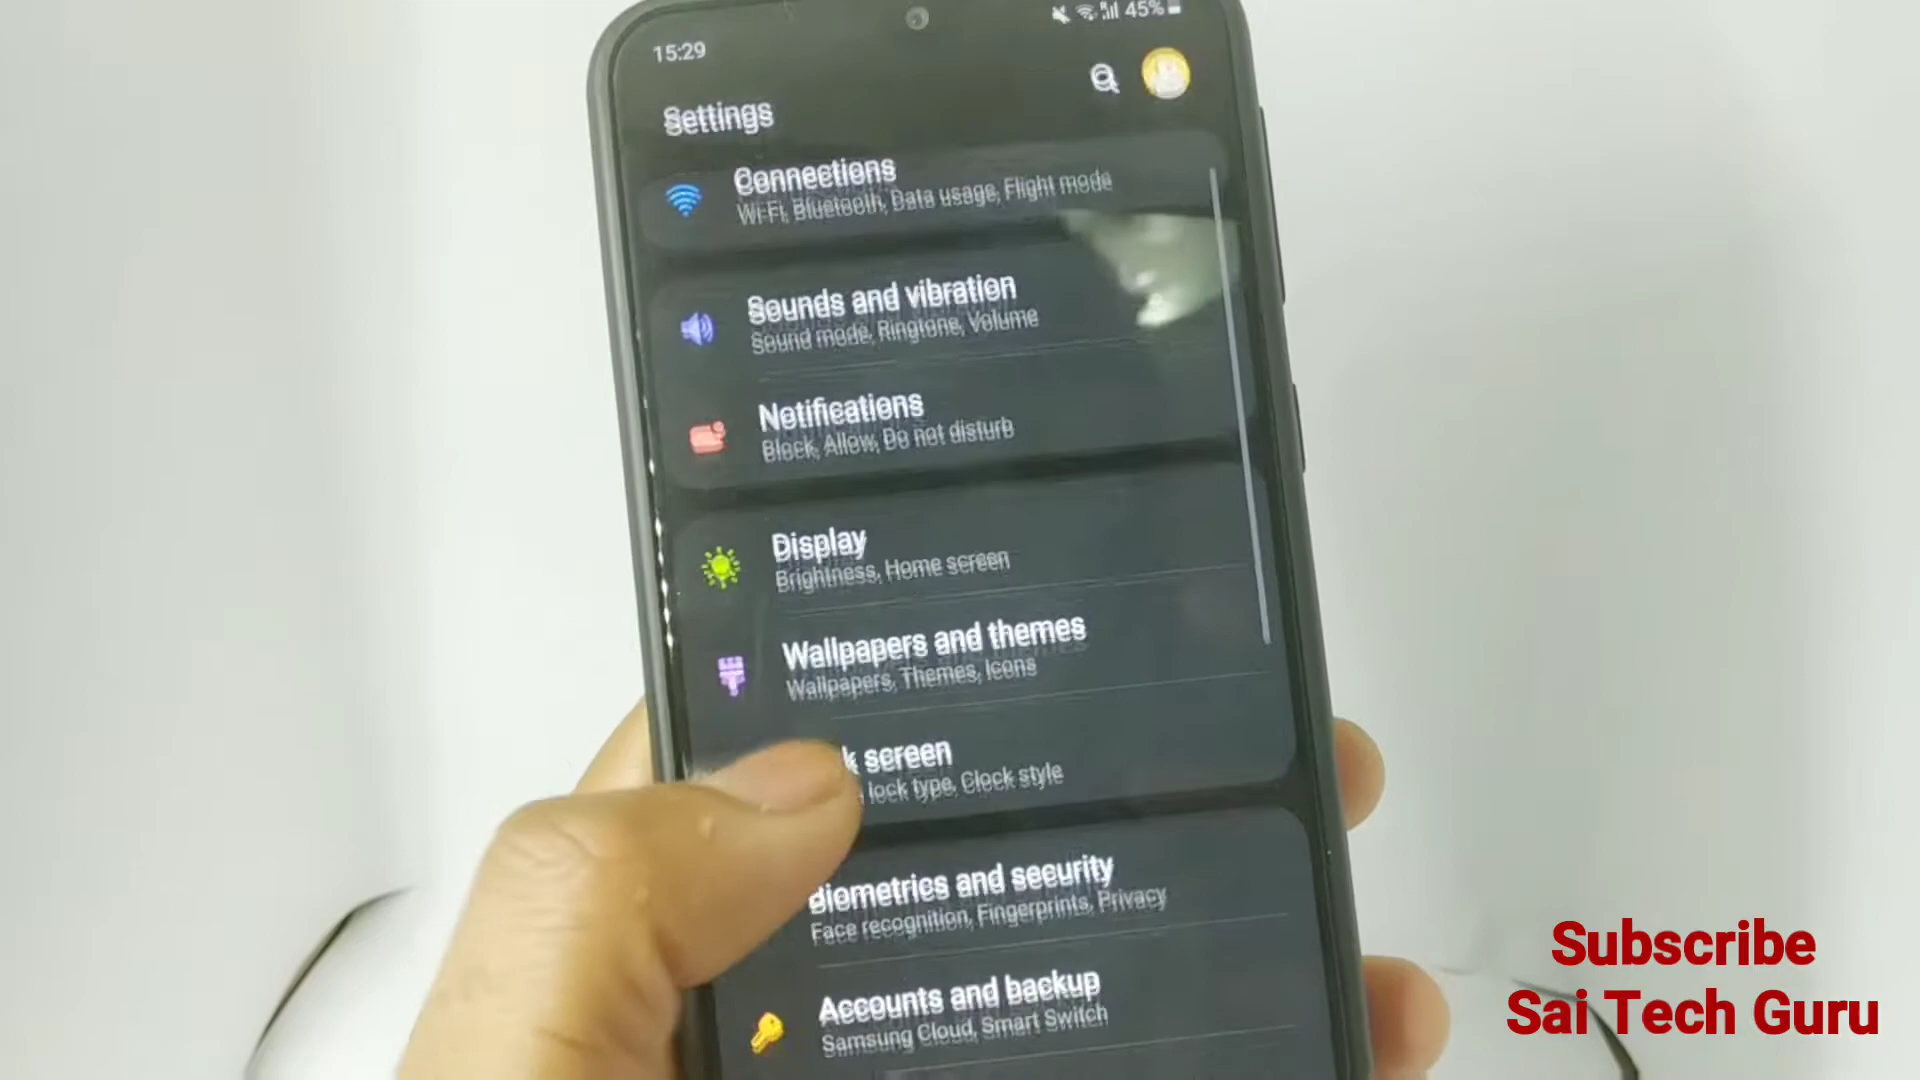 15:29
45%
Settings
Connections
Wi-Fi, Bluetooth, Data usage, Flight mode
Sounds and vibration
Sound mode, Ringtone, Volume
Notifications
Block, Allow, Do not disturb
Display
Brightness, Home screen
Wallpapers and themes
Wallpapers, Themes, Icons
k screen
lock type, Clock style
Biometrics and security
Face recognition, Fingerprints, Privacy
Accounts and backup
Samsung Cloud, Smart Switch
Subscribe
Sai Tech Guru